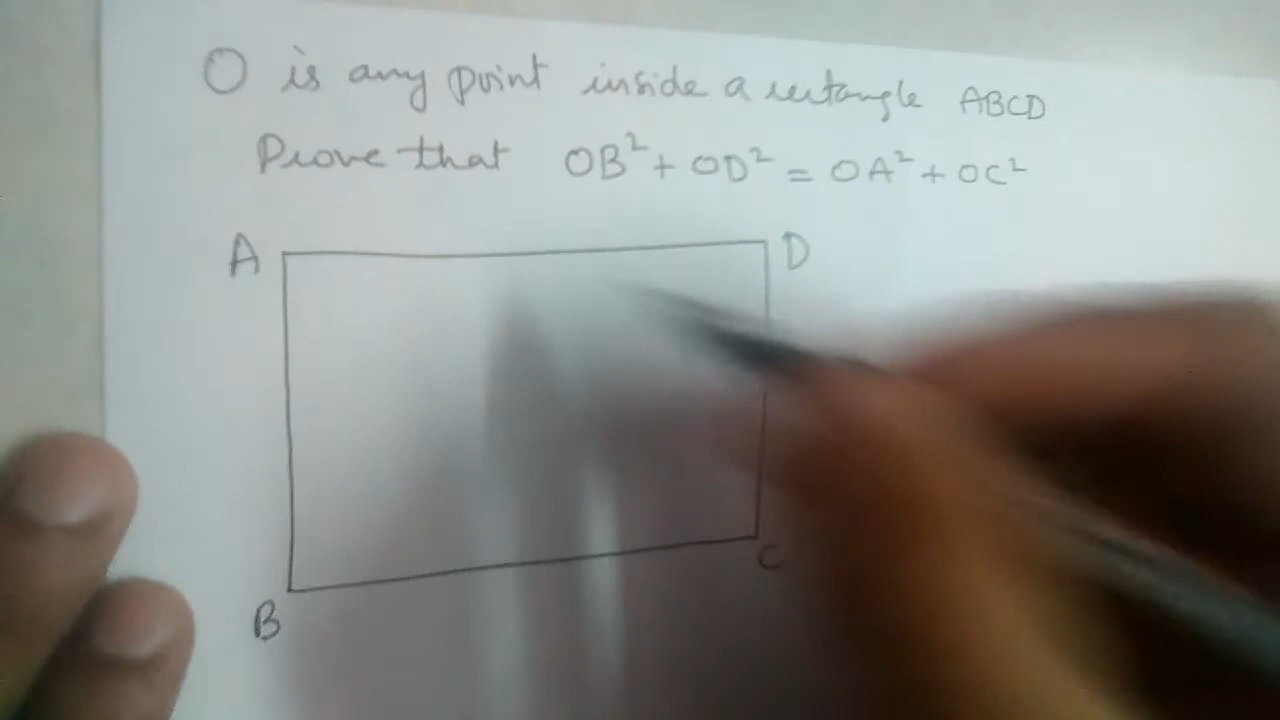 O is any point inside a rectangle ABCD
Prove that OB² + OD² = OA² + OC²
A D
B C